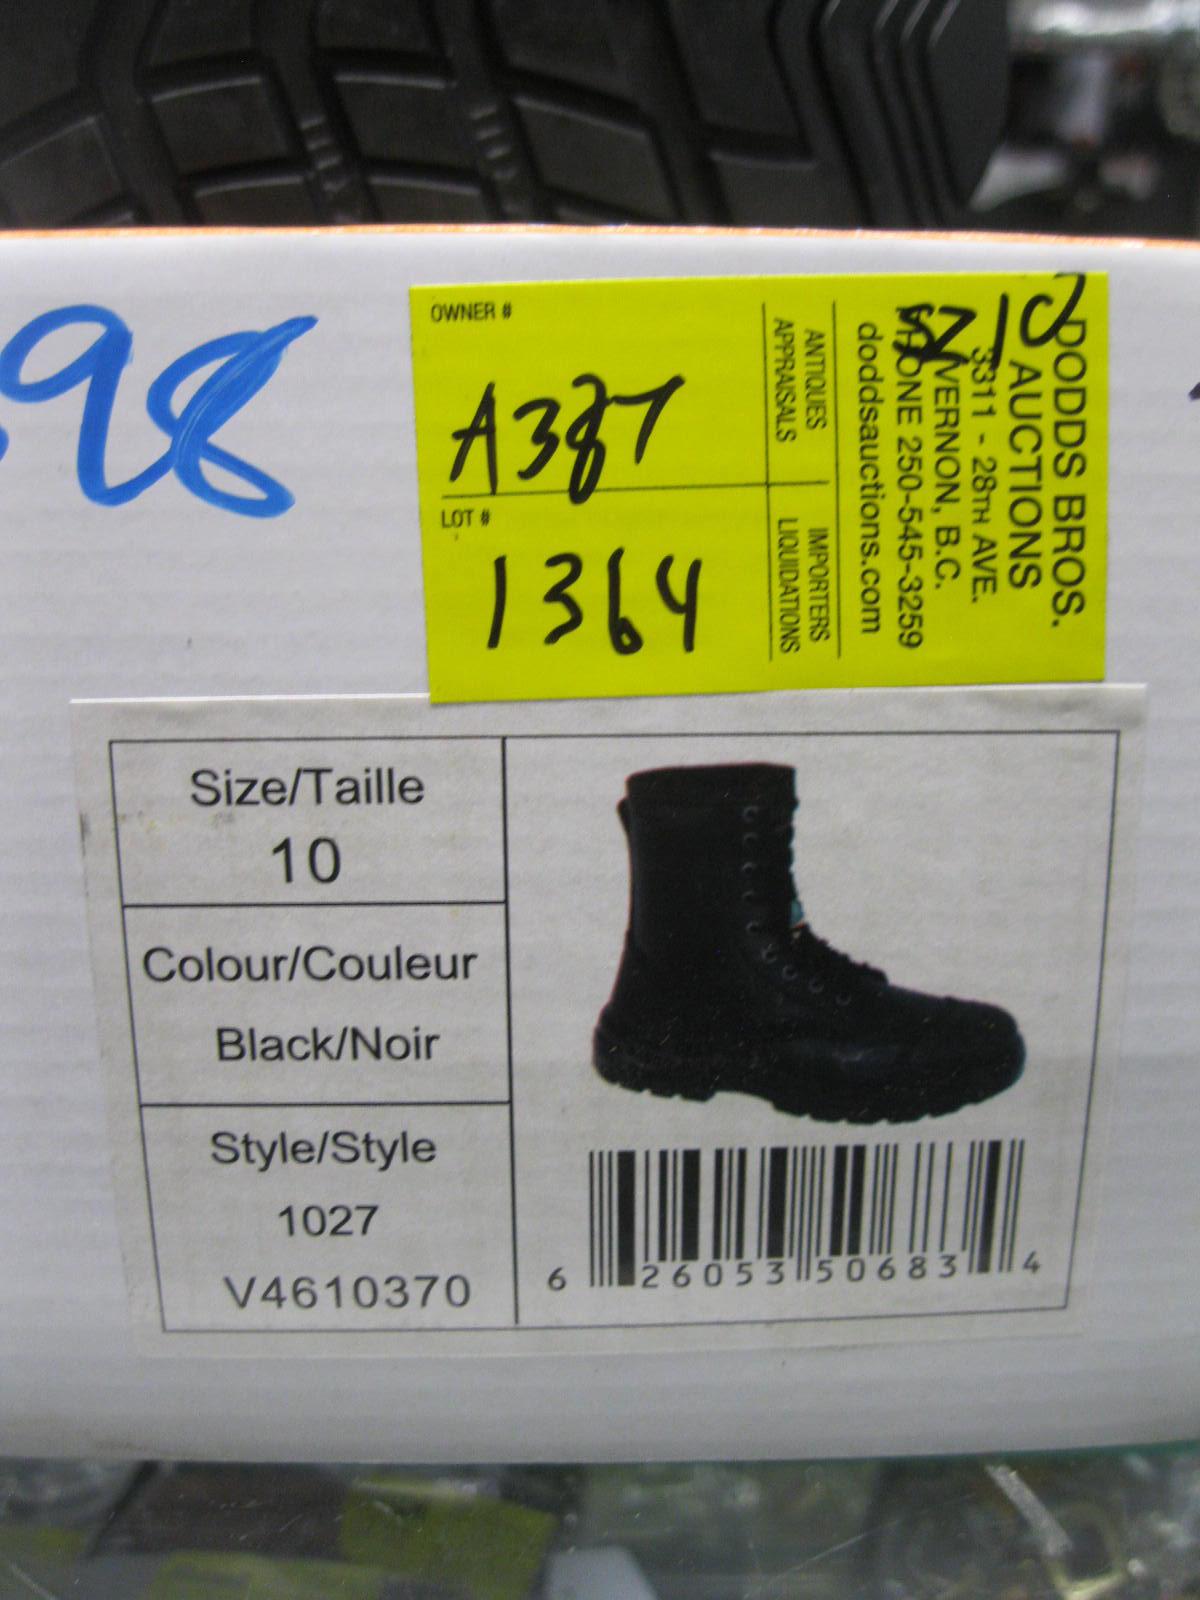 98
OWNER #
A387
LOT #
1364
ANTIQUES
APPRAISALS
IMPORTERS
LIQUIDATIONS
DODDS BROS.
AUCTIONS
3311 - 28TH AVE.
VERNON, B.C.
PHONE 250-545-3259
doddsauctions.com
Size/Taille
10
Colour/Couleur
Black/Noir
Style/Style
1027
V4610370
6 26053 50683 4